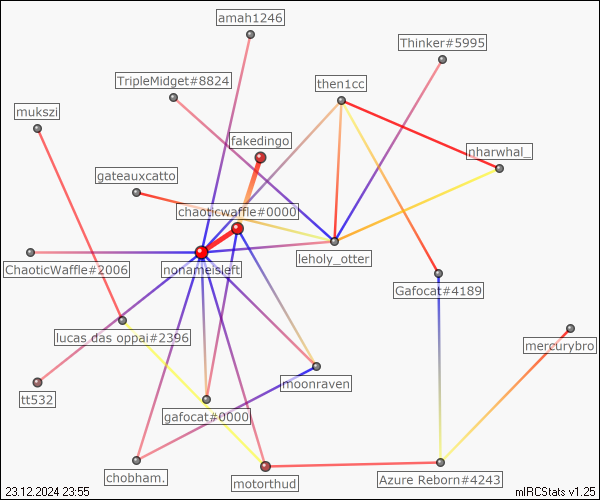 amah1246
Thinker#5995
TripleMidget#8824
then1cc
mukszi
fakedingo
nharwhal_
gateauxcatto
chaoticwaffle#0000
ChaoticWaffle#2006
nonameisleft
leholy_otter
Gafocat#4189
lucas das oppai#2396
mercurybro
moonraven
tt532
gafocat#0000
chobham.
motorthud
Azure Reborn#4243
23.12.2024 23:55
mIRCStats v1.25